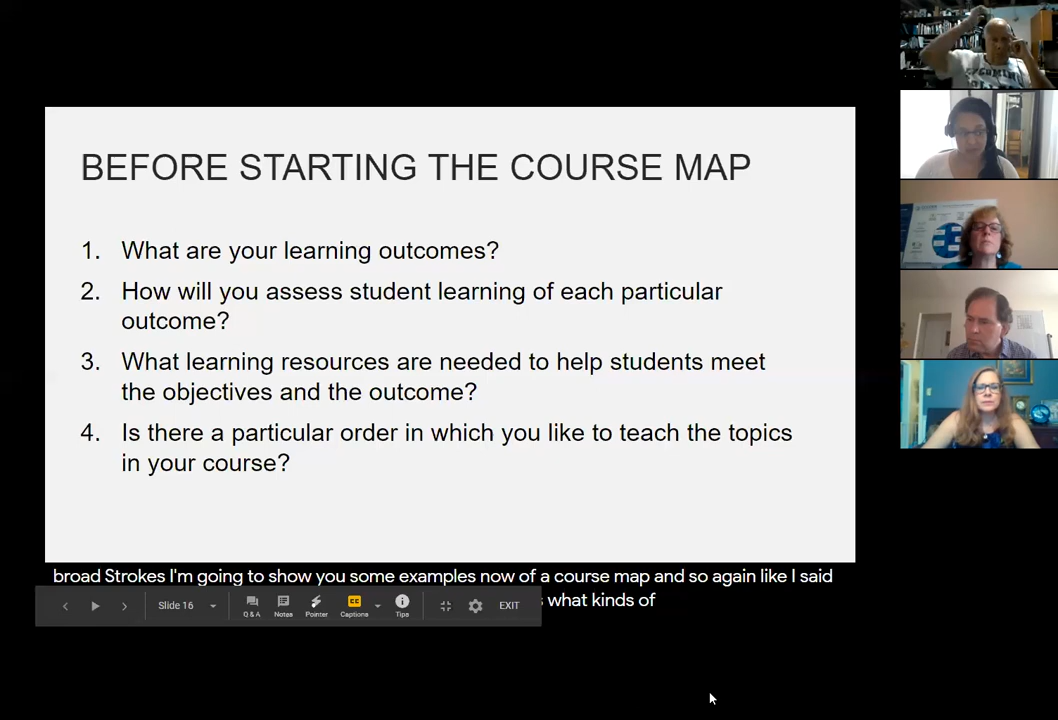 BEFORE STARTING THE COURSE MAP
1. What are your learning outcomes?
2. How will you assess student learning of each particular
outcome?
3. What learning resources are needed to help students meet
the objectives and the outcome?
4. Is there a particular order in which you like to teach the topics
in your course?
broad Strokes I'm going to show you some examples now of a course map and so again like I said
what kinds of
Slide 16
Q & A
Notes
Pointer
CC
Captions
Tips
EXIT